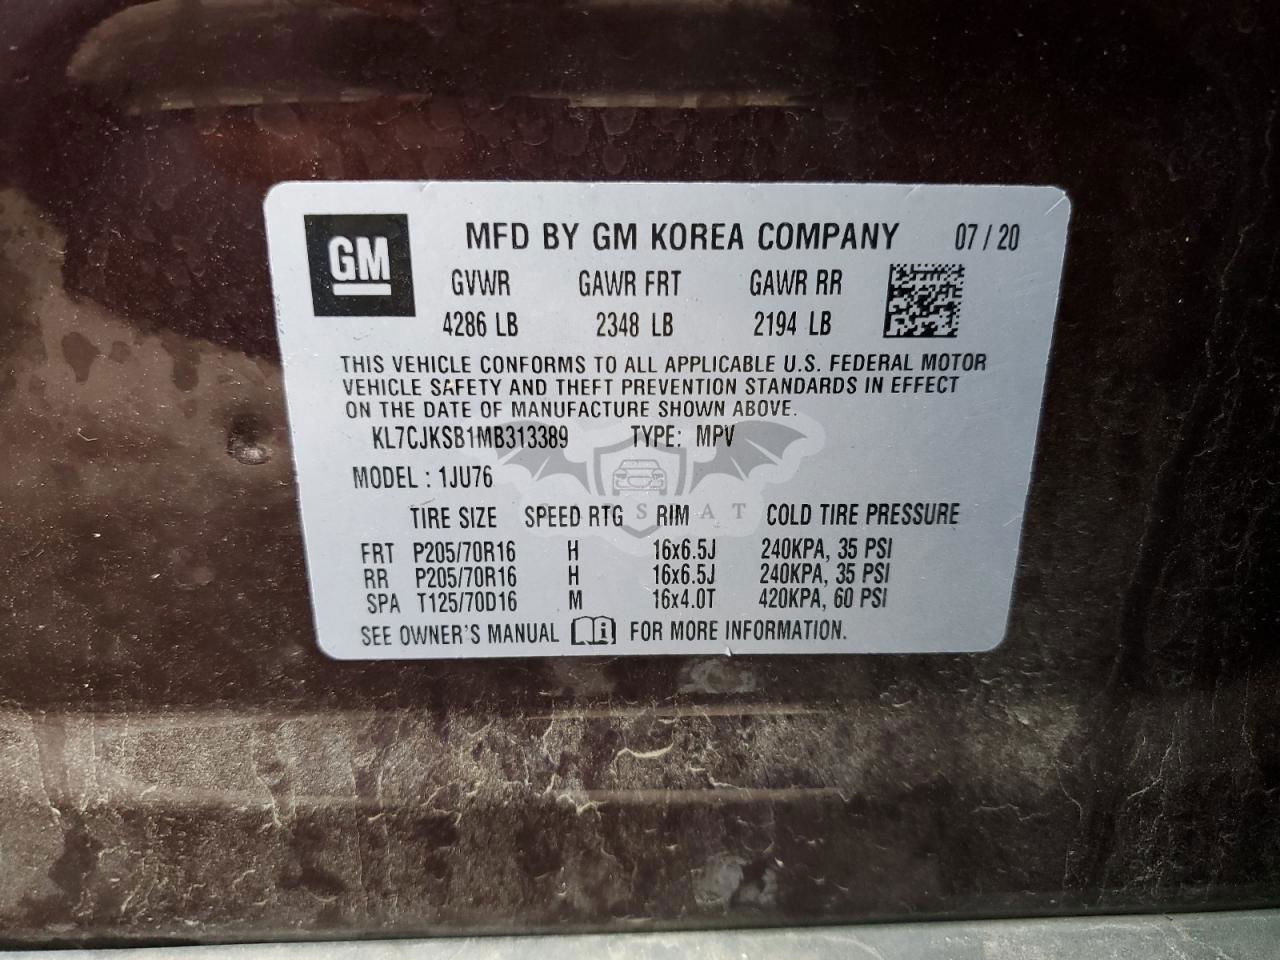 GM
MFD BY GM KOREA COMPANY 07/20
GVWR GAWR FRT GAWR RR
4286 LB 2348 LB 2194 LB
THIS VEHICLE CONFORMS TO ALL APPLICABLE U.S. FEDERAL MOTOR
VEHICLE SAFETY AND THEFT PREVENTION STANDARDS IN EFFECT
ON THE DATE OF MANUFACTURE SHOWN ABOVE.
KL7CJKSB1MB313389 TYPE: MPV
MODEL : 1JU76
TIRE SIZE SPEED RTG RIM COLD TIRE PRESSURE
FRT P205/70R16 H 16x6.5J 240KPA, 35 PSI
RR P205/70R16 H 16x6.5J 240KPA, 35 PSI
SPA T125/70D16 M 16x4.0T 420KPA, 60 PSI
SEE OWNER'S MANUAL i FOR MORE INFORMATION.